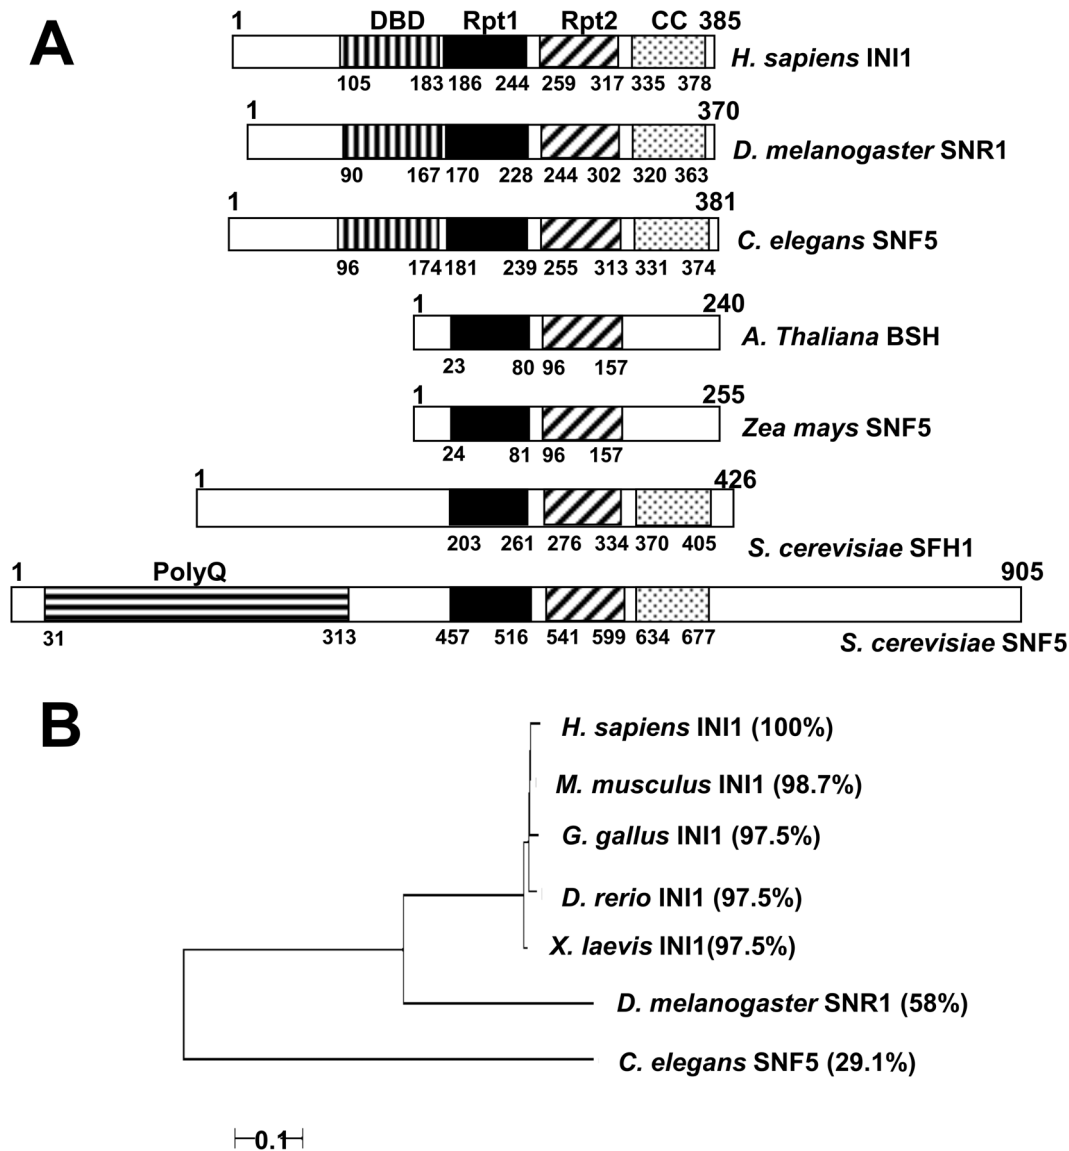 A
1 DBD Rpt1 Rpt2 CC 385
H. sapiens INI1
105 183 186 244 259 317 335 378
1 370
D. melanogaster SNR1
90 167 170 228 244 302 320 363
1 381
C. elegans SNF5
96 174 181 239 255 313 331 374
1 240
A. Thaliana BSH
23 80 96 157
1 255
Zea mays SNF5
24 81 96 157
1 426
203 261 276 334 370 405
S. cerevisiae SFH1
1 PolyQ 905
31 313 457 516 541 599 634 677
S. cerevisiae SNF5
B
H. sapiens INI1 (100%)
M. musculus INI1 (98.7%)
G. gallus INI1 (97.5%)
D. rerio INI1 (97.5%)
X. laevis INI1(97.5%)
D. melanogaster SNR1 (58%)
C. elegans SNF5 (29.1%)
0.1